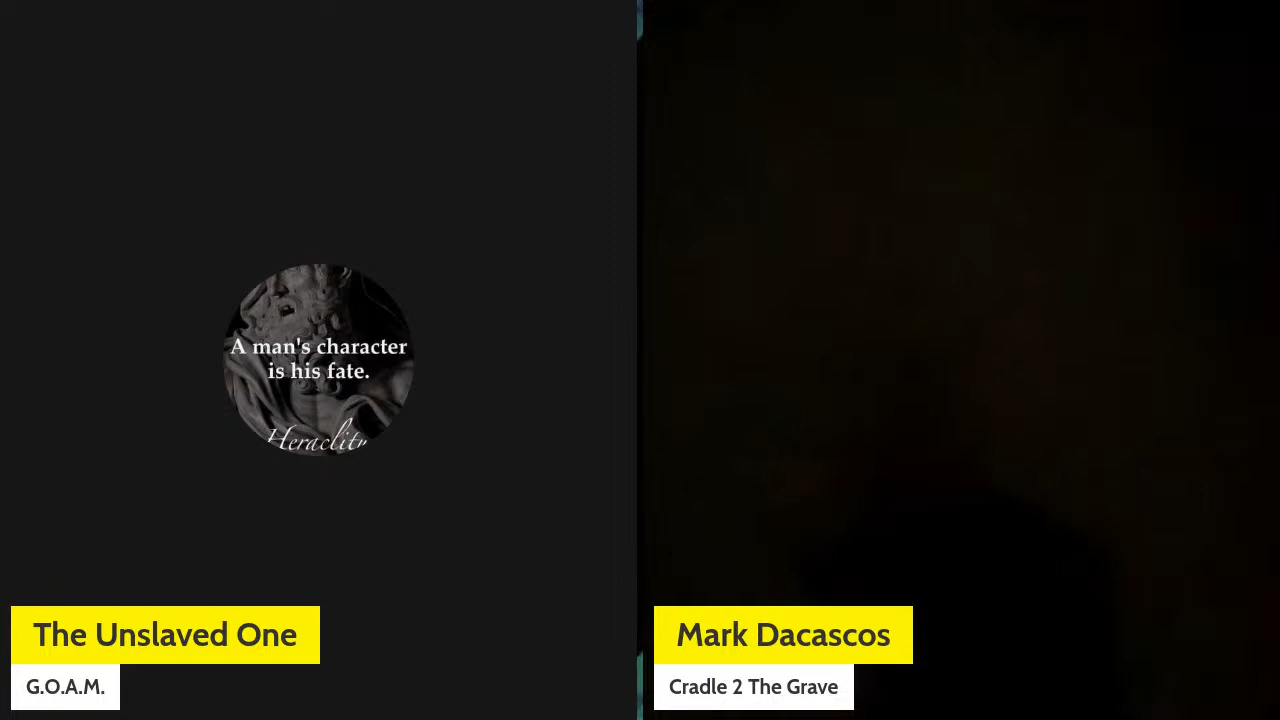 A man's character
is his fate.
The Unslaved One
G.O.A.M.
Mark Dacascos
Cradle 2 The Grave